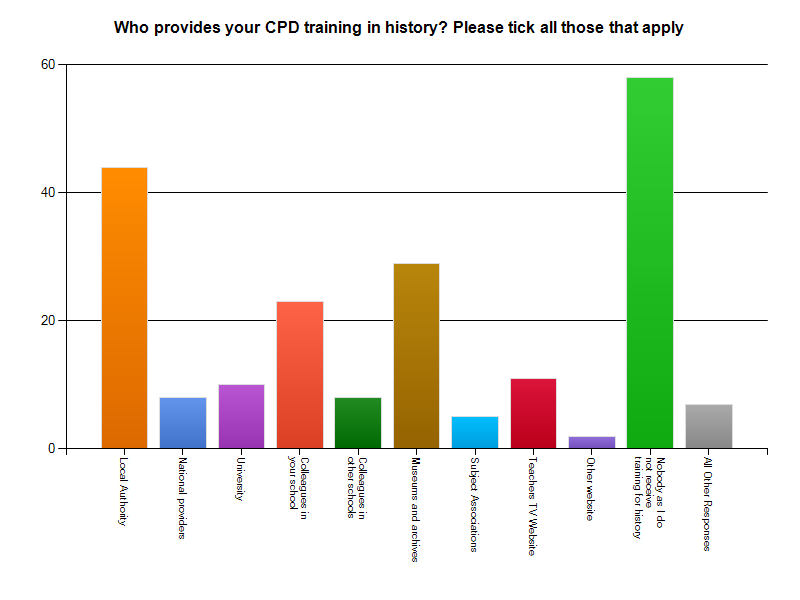 Who provides your CPD training in history? Please tick all those that apply
60
40
20
0
Local Authority
National providers
University
Colleagues in
your school
Colleagues in
other schools
Museums and archives
Subject Associations
Teachers TV Website
Other website
Nobody as I do
not receive
training for history
All Other Responses